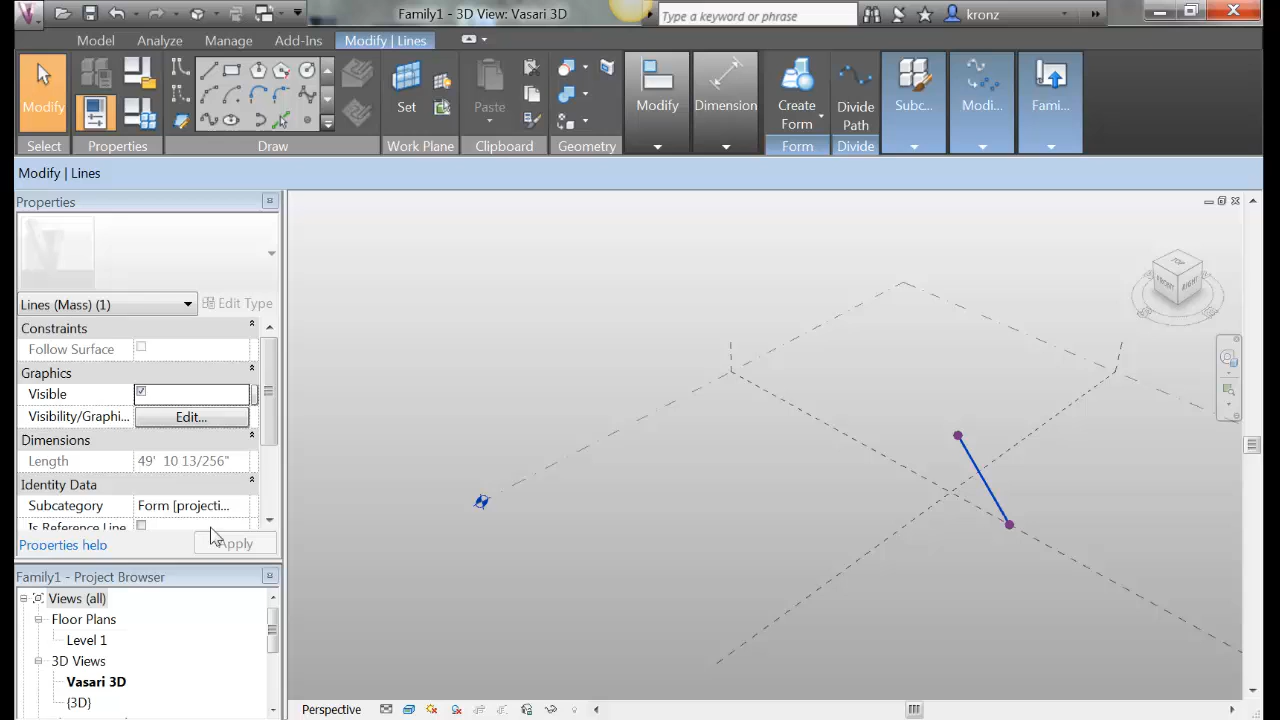 Family1 - 3D View: Vasari 3D
Type a keyword or phrase
kronz
Model Analyze Manage Add-Ins Modify | Lines
Modify
Set
Paste
Modify
Dimension
Create Form
Divide Path
Subc...
Modi...
Fami...
Select Properties Draw Work Plane Clipboard Geometry Form Divide
Modify | Lines
Properties
Lines (Mass) (1) Edit Type
Constraints
Follow Surface
Graphics
Visible
Visibility/Graphi... Edit...
Dimensions
Length 49' 10 13/256"
Identity Data
Subcategory Form [projecti...
Is Reference Line
Properties help Apply
Family1 - Project Browser
Views (all)
Floor Plans
Level 1
3D Views
Vasari 3D
{3D}
TOP
FRONT RIGHT
Perspective